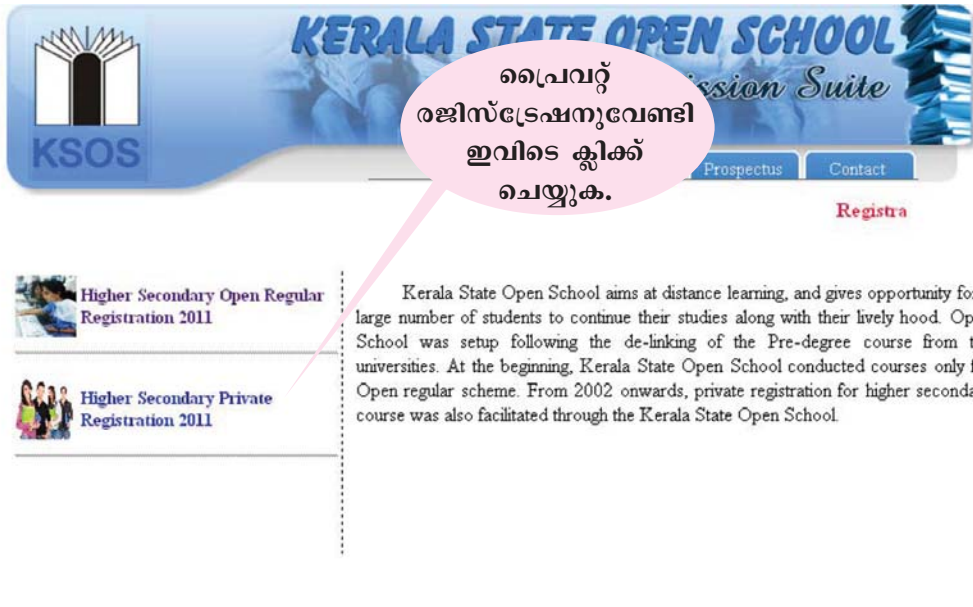 KERALA STATE OPEN SCHOOL
ssion Suite
KSOS
പ്രൈവറ്റ്
രജിസ്ട്രേഷനുവേണ്ടി
ഇവിടെ ക്ലിക്ക്
ചെയ്യുക.
Prospectus
Contact
Registra
Higher Secondary Open Regular
Registration 2011
Higher Secondary Private
Registration 2011
Kerala State Open School aims at distance learning, and gives opportunity for
large number of students to continue their studies along with their lively hood. Op
School was setup following the de-linking of the Pre-degree course from t
universities. At the beginning, Kerala State Open School conducted courses only f
Open regular scheme. From 2002 onwards, private registration for higher seconda
course was also facilitated through the Kerala State Open School.